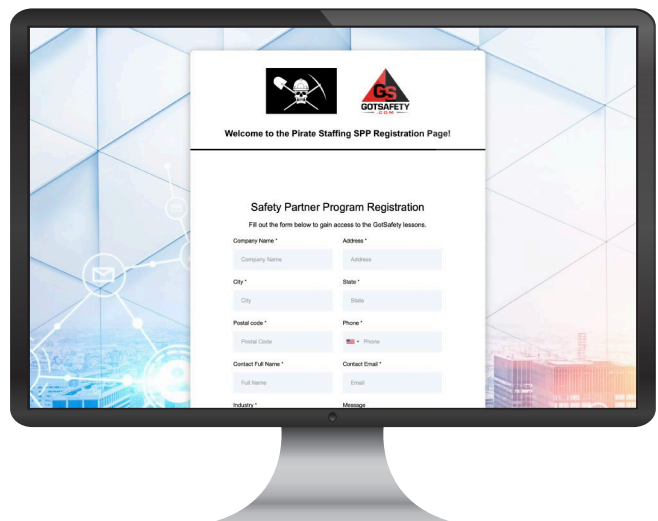 GS
GOTSAFETY
.COM
Welcome to the Pirate Staffing SPP Registration Page!
Safety Partner Program Registration
Fill out the form below to gain access to the GotSafety lessons.
Company Name * Address *
Company Name Address
City * State *
City State
Postal code * Phone *
Postal Code Phone
Contact Full Name * Contact Email *
Full Name Email
Industry * Message